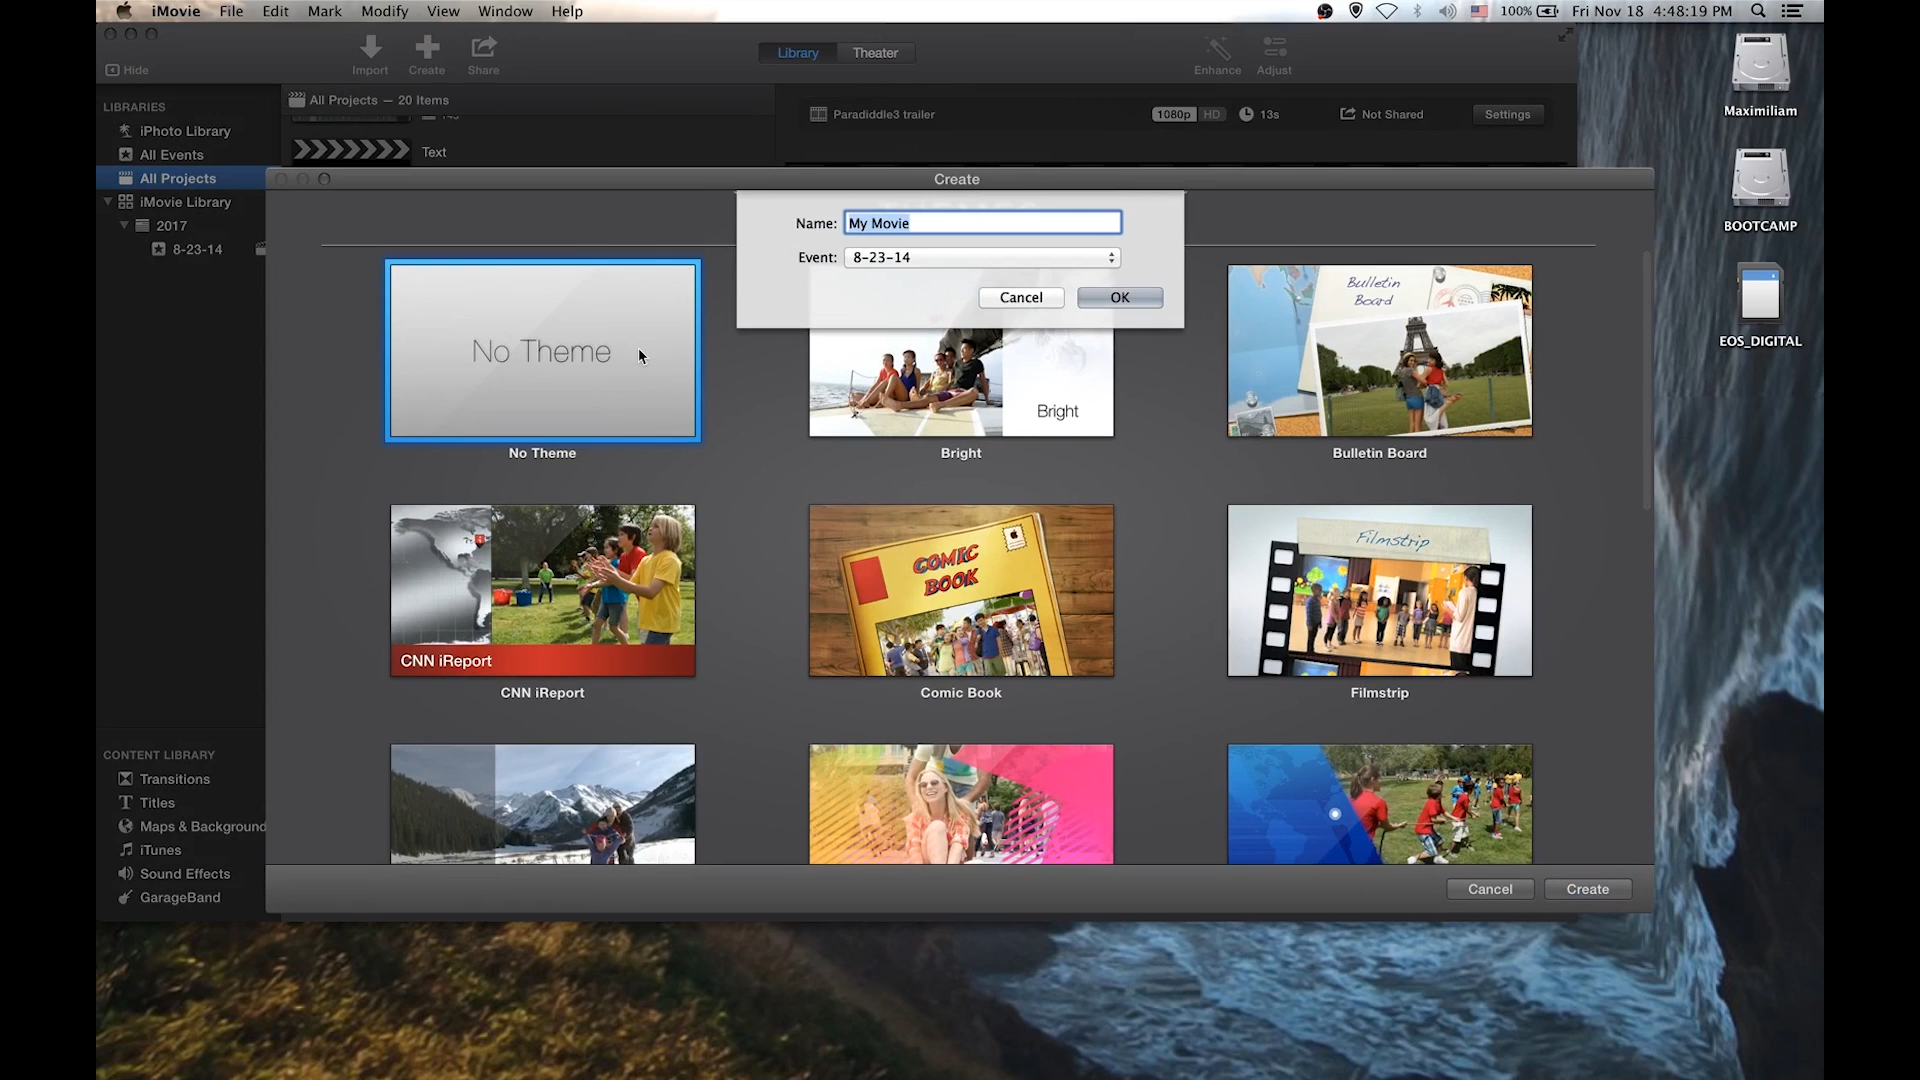 iMovie File Edit Mark Modify View Window Help
100% Fri Nov 18 4:48:19 PM
Hide
Import Create Share
Library Theater
Enhance Adjust
Maximiliam
BOOTCAMP
EOS_DIGITAL
LIBRARIES
iPhoto Library
All Events
All Projects
iMovie Library
2017
8-23-14
All Projects — 20 Items
Text
Paradiddle3 trailer 1080p HD 13s Not Shared Settings
Create
Name: My Movie
Event: 8-23-14
Cancel OK
No Theme
No Theme
Bright
Bright
Bulletin
Board
Bulletin Board
CNN iReport
CNN iReport
COMIC
BOOK
Comic Book
Filmstrip
Filmstrip
CONTENT LIBRARY
Transitions
Titles
Maps & Background
iTunes
Sound Effects
GarageBand
Cancel Create